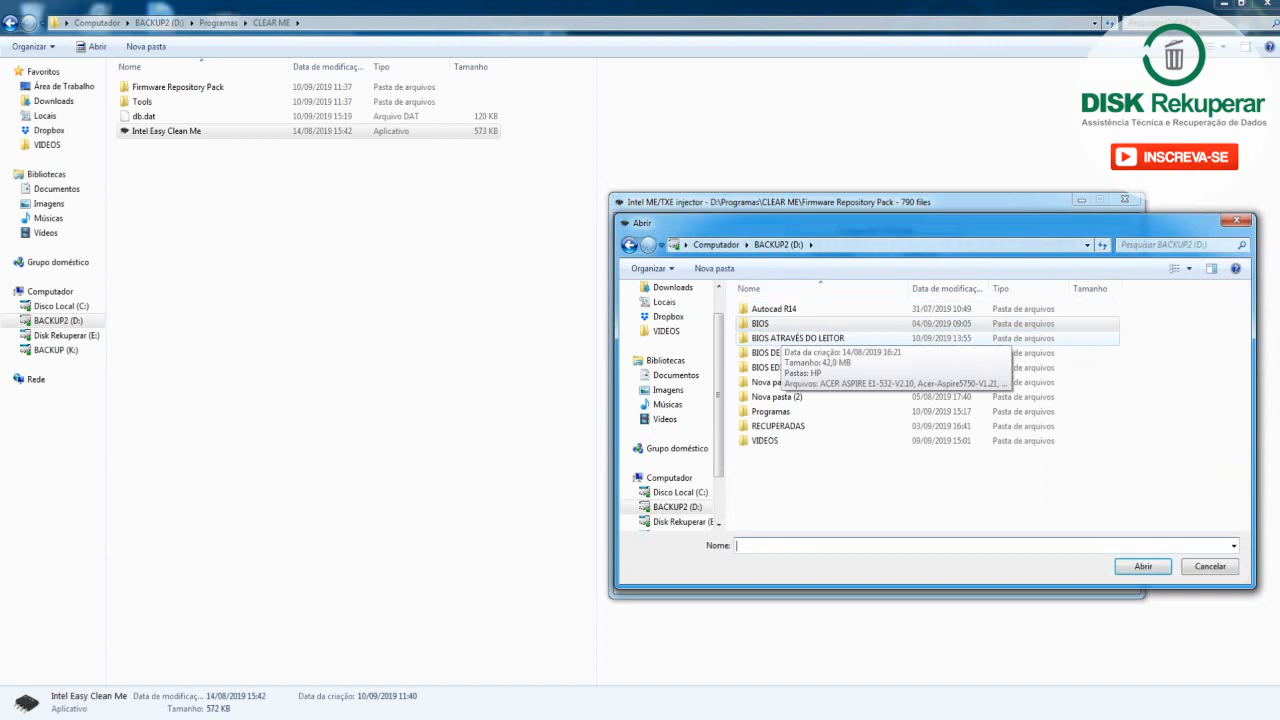 Computador ▸ BACKUP2 (D:) ▸ Programas ▸ CLEAR ME ▸
Organizar Abrir Nova pasta
Favoritos
Área de Trabalho
Downloads
Locais
Dropbox
VIDEOS
Bibliotecas
Documentos
Imagens
Músicas
Vídeos
Grupo doméstico
Computador
Disco Local (C:)
BACKUP2 (D:)
Disk Rekuperar (E:)
BACKUP (K:)
Rede
Nome Data de modificaç... Tipo Tamanho
Firmware Repository Pack 10/09/2019 11:37 Pasta de arquivos
Tools 10/09/2019 11:37 Pasta de arquivos
db.dat 10/09/2019 15:19 Arquivo DAT 120 KB
Intel Easy Clean Me 14/08/2019 15:42 Aplicativo 573 KB
DISK Rekuperar
Assistência Técnica e Recuperação de Dados
INSCREVA-SE
Intel ME/TXE injector - D:\Programas\CLEAR ME\Firmware Repository Pack - 790 files
Abrir
Computador ▸ BACKUP2 (D:) ▸
Pesquisar BACKUP2 (D:)
Organizar Nova pasta
Downloads
Locais
Dropbox
VIDEOS
Bibliotecas
Documentos
Imagens
Músicas
Vídeos
Grupo doméstico
Computador
Disco Local (C:)
BACKUP2 (D:)
Disk Rekuperar (E
Nome Data de modificaç... Tipo Tamanho
Autocad R14 31/07/2019 10:49 Pasta de arquivos
BIOS 04/09/2019 09:05 Pasta de arquivos
BIOS ATRAVÉS DO LEITOR 10/09/2019 13:55 Pasta de arquivos
BIOS DE Pasta de arquivos
BIOS EDI Pasta de arquivos
Nova pa Pasta de arquivos
Data da criação: 14/08/2019 16:21
Tamanho: 42,0 MB
Pastas: HP
Arquivos: ACER ASPIRE E1-532-V2.10, Acer-Aspire5750-V1.21, ...
Nova pasta (2) 05/08/2019 17:40 Pasta de arquivos
Programas 10/09/2019 15:17 Pasta de arquivos
RECUPERADAS 03/09/2019 16:41 Pasta de arquivos
VIDEOS 09/09/2019 15:01 Pasta de arquivos
Nome:
Abrir Cancelar
Intel Easy Clean Me Data de modificaç... 14/08/2019 15:42 Data da criação: 10/09/2019 11:40
Aplicativo Tamanho: 572 KB